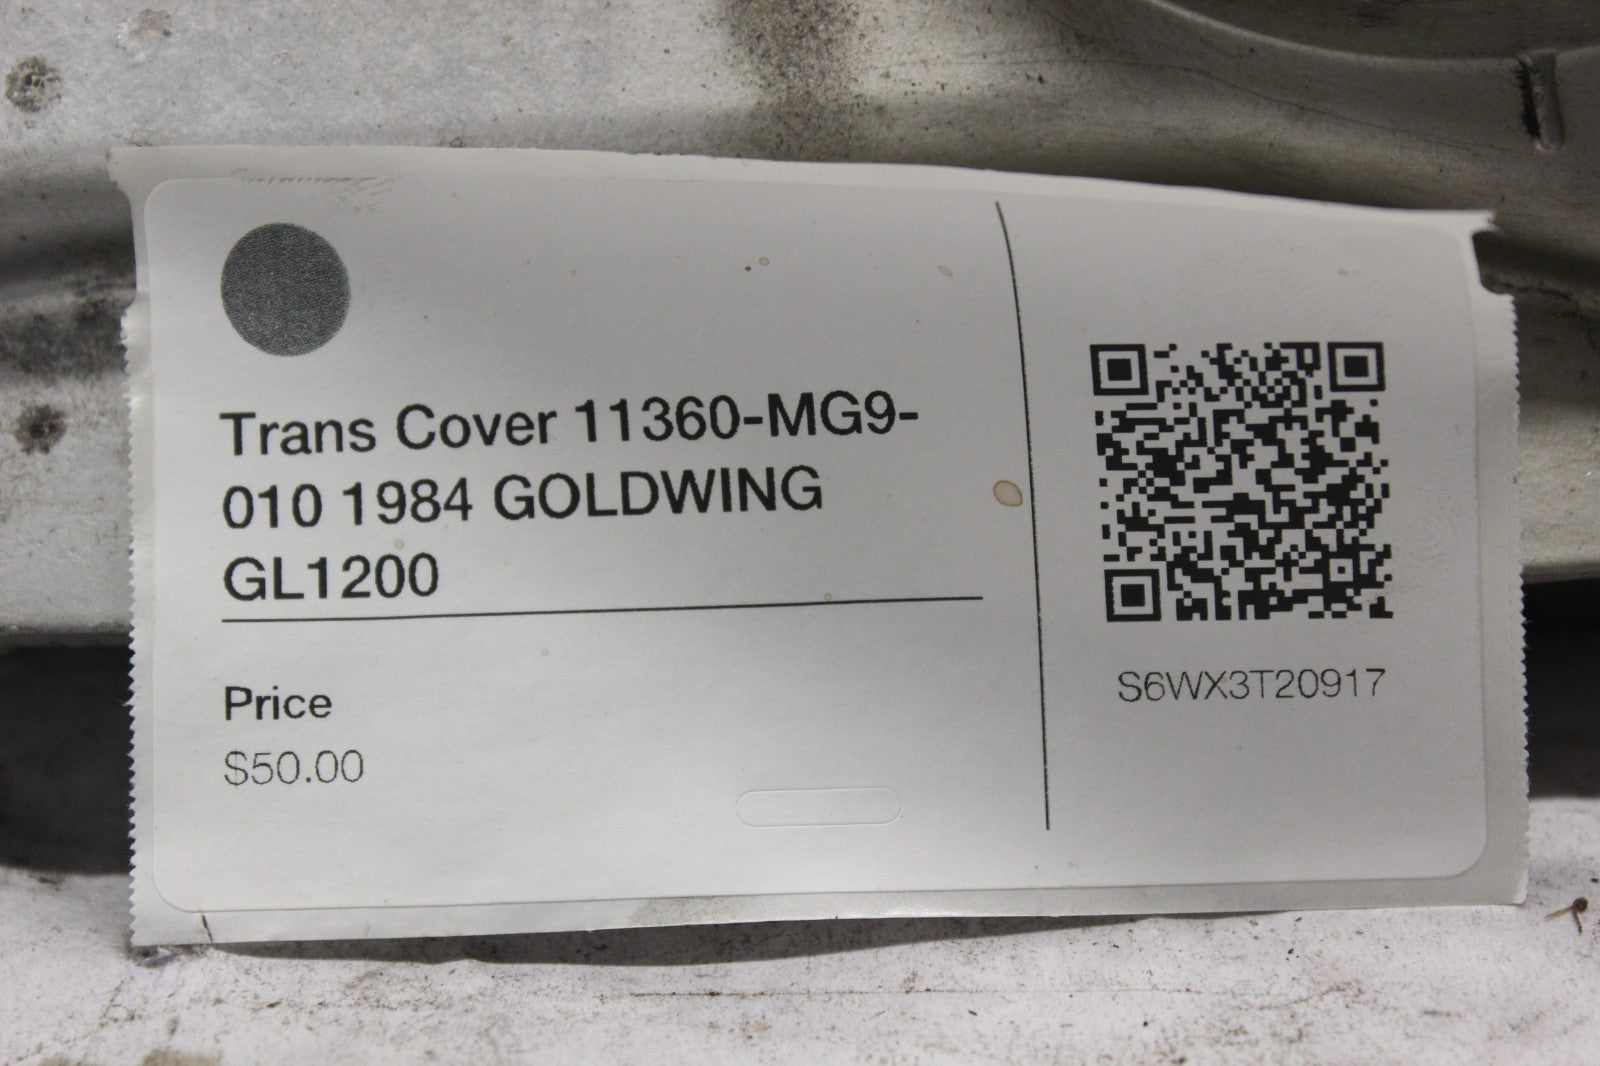 Trans Cover 11360-MG9-
010 1984 GOLDWING
GL1200
Price
$50.00
S6WX3T20917